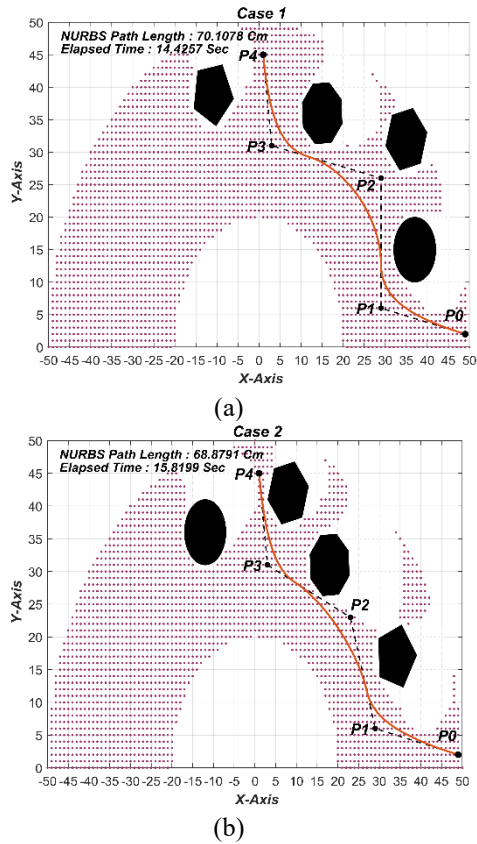 Case 1
NURBS Path Length : 70.1078 Cm
Elapsed Time : 14.4257 Sec
50
45
40
35
30
25
20
15
10
5
0
Y-Axis
P4
P3
P2
P1
P0
-50 -45 -40 -35 -30 -25 -20 -15 -10 -5 0 5 10 15 20 25 30 35 40 45 50
X-Axis
(a)
Case 2
NURBS Path Length : 68.8791 Cm
Elapsed Time : 15.8199 Sec
50
45
40
35
30
25
20
15
10
5
0
Y-Axis
P4
P3
P2
P1
P0
-50 -45 -40 -35 -30 -25 -20 -15 -10 -5 0 5 10 15 20 25 30 35 40 45 50
X-Axis
(b)